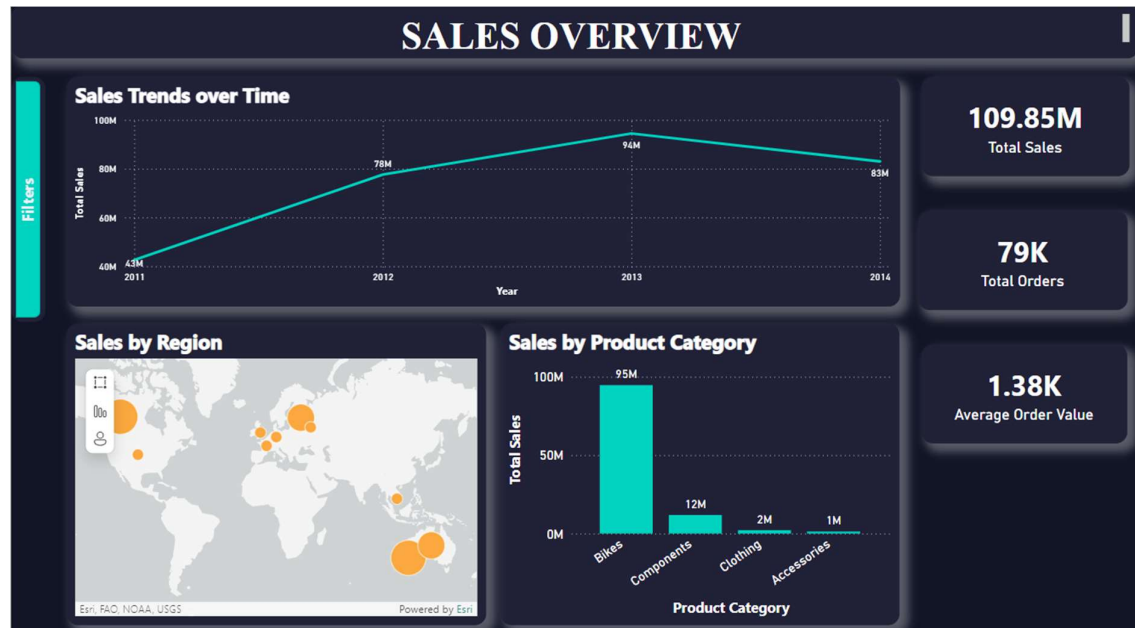 SALES OVERVIEW
Filters
Sales Trends over Time
100M
80M
60M
40M
Total Sales
43M
78M
94M
83M
2011
2012
2013
2014
Year
109.85M
Total Sales
79K
Total Orders
1.38K
Average Order Value
Sales by Region
Esri, FAO, NOAA, USGS
Powered by Esri
Sales by Product Category
100M
50M
0M
Total Sales
95M
12M
2M
1M
Bikes
Components
Clothing
Accessories
Product Category